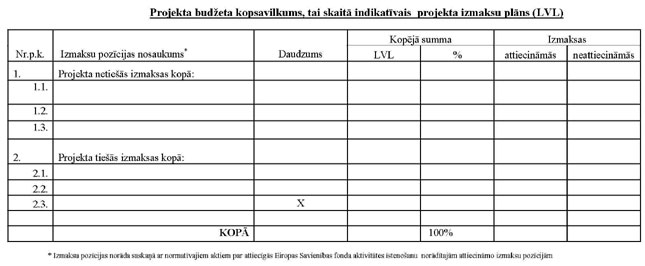 Projekta budžeta kopsavilkums, tai skaitā indikatīvais projekta izmaksu plāns (LVL)
Nr.p.k. Izmaksu pozīcijas nosaukums* Daudzums Kopējā summa Izmaksas
LVL % attiecināmās neattiecināmās
1. Projekta netiešās izmaksas kopā:
1.1.
1.2.
1.3.
2. Projekta tiešās izmaksas kopā:
2.1.
2.2.
2.3. X
KOPĀ 100%
* Izmaksu pozīcijas norāda saskaņā ar normatīvajiem aktiem par attiecīgās Eiropas Savienības fonda aktivitātes īstenošanu norādītajām attiecināmo izmaksu pozīcijām